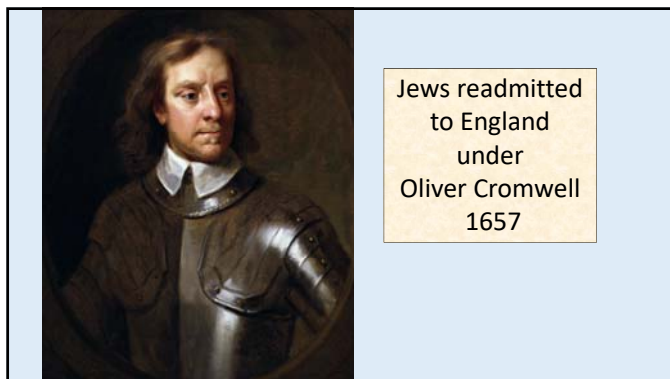 Jews readmitted
to England
under
Oliver Cromwell
1657